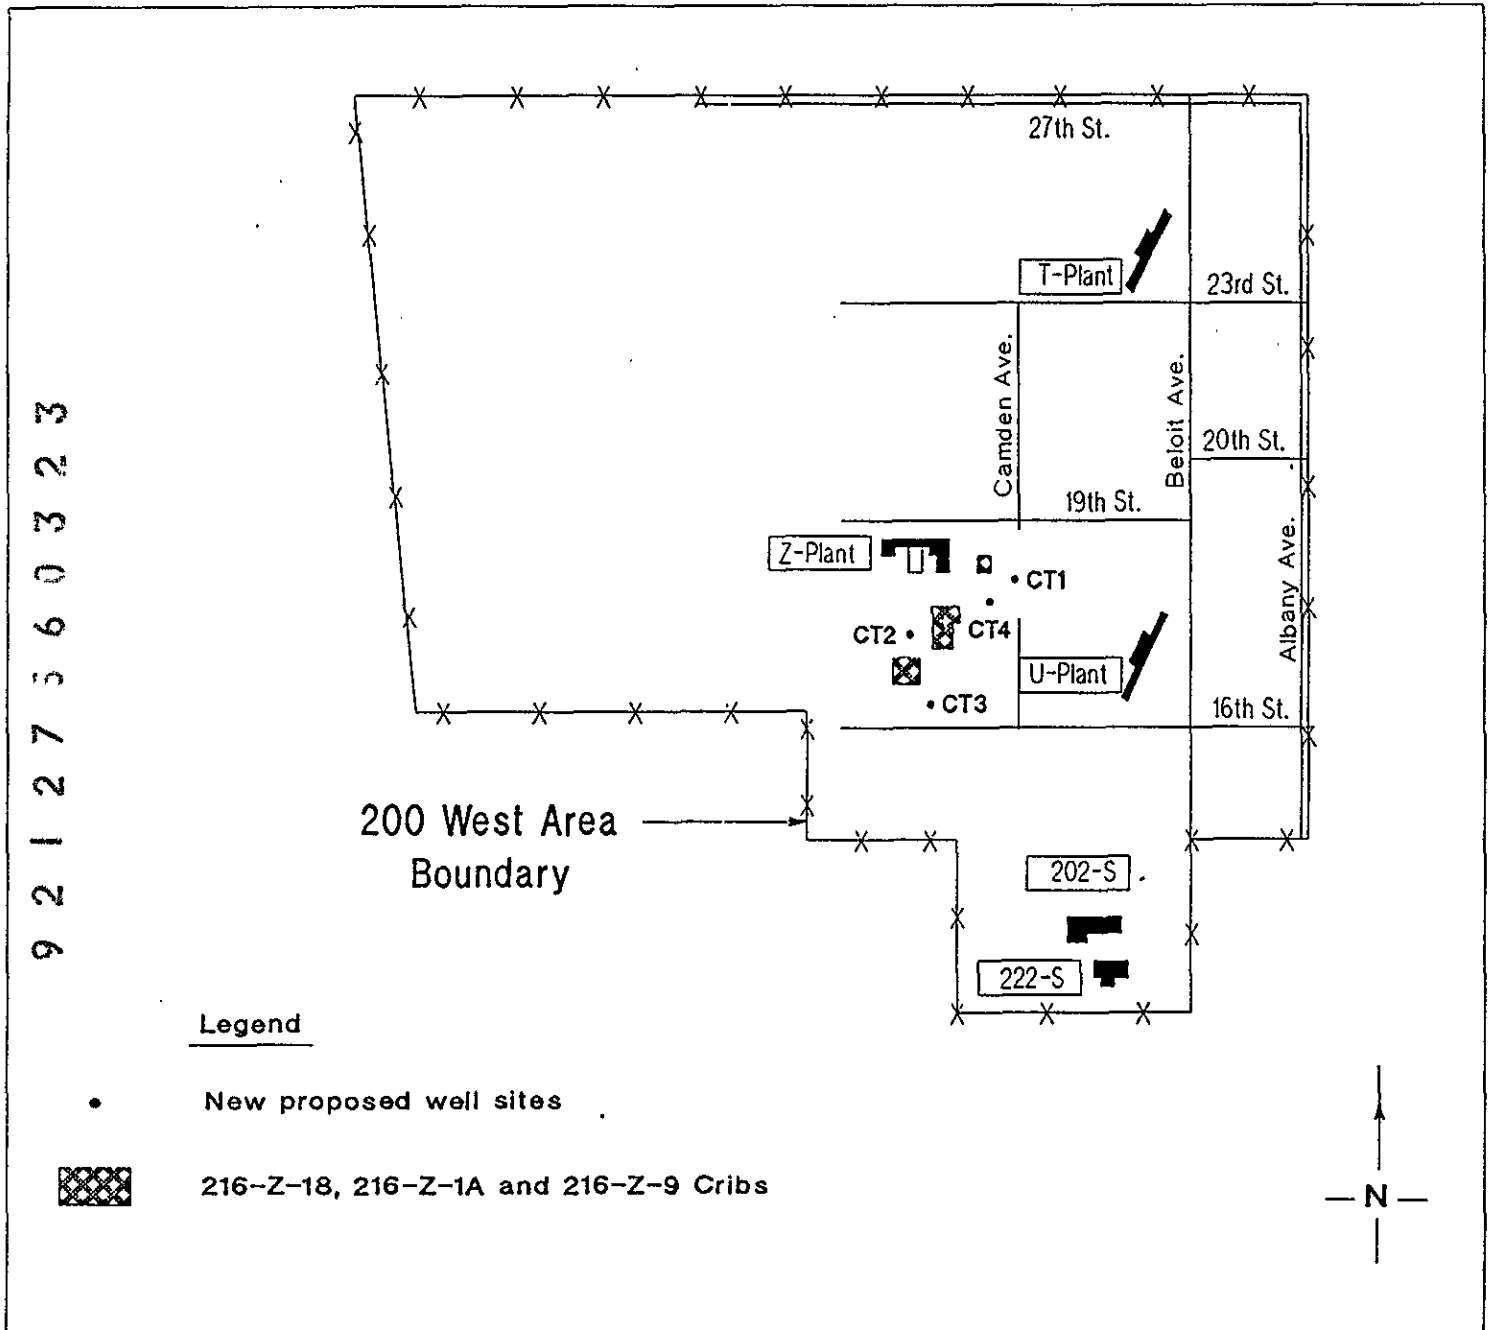 27th St.
T-Plant
23rd St.
Camden Ave.
Beloit Ave.
20th St.
19th St.
Z-Plant
CT1
Albany Ave.
CT2
CT4
U-Plant
CT3
16th St.
200 West Area
Boundary
202-S
222-S
92127560323
Legend
New proposed well sites
216-Z-18, 216-Z-1A and 216-Z-9 Cribs
N